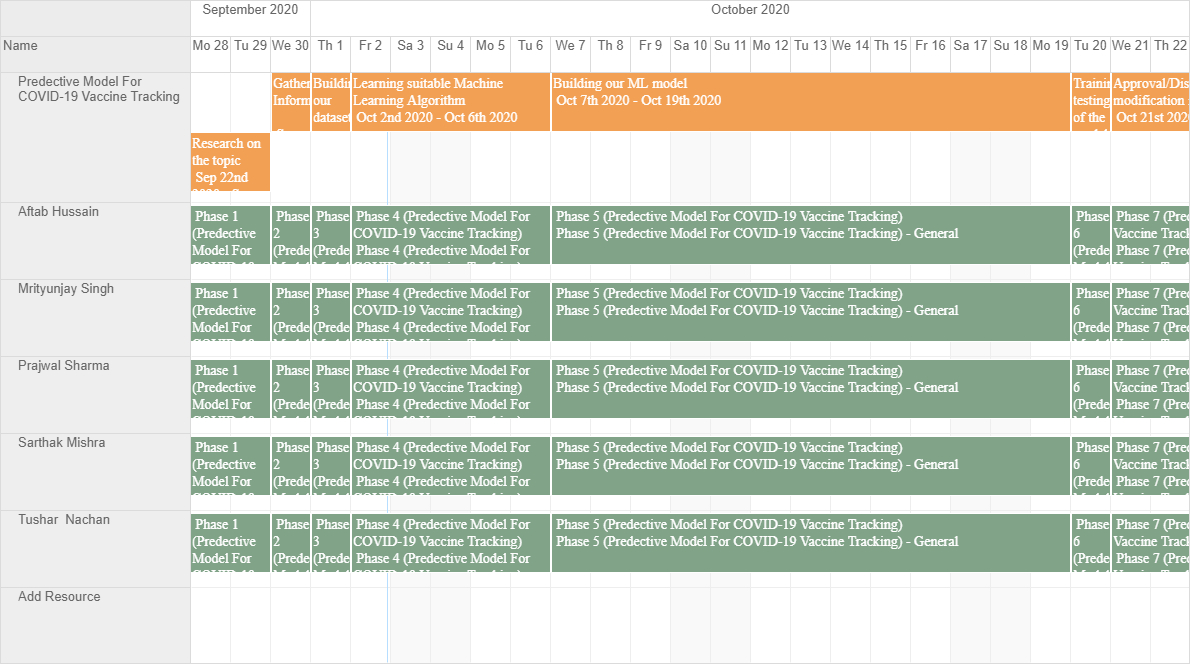 September 2020
October 2020
Name
Mo 28 Tu 29 We 30 Th 1 Fr 2 Sa 3 Su 4 Mo 5 Tu 6 We 7 Th 8 Fr 9 Sa 10 Su 11 Mo 12 Tu 13 We 14 Th 15 Fr 16 Sa 17 Su 18 Mo 19 Tu 20 We 21 Th 22
Predective Model For
COVID-19 Vaccine Tracking
Gather
Inform
Buildi
our
dataset
Learning suitable Machine
Learning Algorithm
Oct 2nd 2020 - Oct 6th 2020
Building our ML model
Oct 7th 2020 - Oct 19th 2020
Traini
testing
of the
Approval/Dis
modification
Oct 21st 202
Research on
the topic
Sep 22nd
Aftab Hussain
Phase 1
(Predective
Model For
Phase
2
(Prede
Phase
3
(Prede
Phase 4 (Predective Model For
COVID-19 Vaccine Tracking)
Phase 4 (Predective Model For
Phase 5 (Predective Model For COVID-19 Vaccine Tracking)
Phase 5 (Predective Model For COVID-19 Vaccine Tracking) - General
Phase
6
(Prede
Phase 7 (Pre
Vaccine Track
Phase 7 (Pre
Mrityunjay Singh
Phase 1
(Predective
Model For
Phase
2
(Prede
Phase
3
(Prede
Phase 4 (Predective Model For
COVID-19 Vaccine Tracking)
Phase 4 (Predective Model For
Phase 5 (Predective Model For COVID-19 Vaccine Tracking)
Phase 5 (Predective Model For COVID-19 Vaccine Tracking) - General
Phase
6
(Prede
Phase 7 (Pre
Vaccine Track
Phase 7 (Pre
Prajwal Sharma
Phase 1
(Predective
Model For
Phase
2
(Prede
Phase
3
(Prede
Phase 4 (Predective Model For
COVID-19 Vaccine Tracking)
Phase 4 (Predective Model For
Phase 5 (Predective Model For COVID-19 Vaccine Tracking)
Phase 5 (Predective Model For COVID-19 Vaccine Tracking) - General
Phase
6
(Prede
Phase 7 (Pre
Vaccine Track
Phase 7 (Pre
Sarthak Mishra
Phase 1
(Predective
Model For
Phase
2
(Prede
Phase
3
(Prede
Phase 4 (Predective Model For
COVID-19 Vaccine Tracking)
Phase 4 (Predective Model For
Phase 5 (Predective Model For COVID-19 Vaccine Tracking)
Phase 5 (Predective Model For COVID-19 Vaccine Tracking) - General
Phase
6
(Prede
Phase 7 (Pre
Vaccine Track
Phase 7 (Pre
Tushar Nachan
Phase 1
(Predective
Model For
Phase
2
(Prede
Phase
3
(Prede
Phase 4 (Predective Model For
COVID-19 Vaccine Tracking)
Phase 4 (Predective Model For
Phase 5 (Predective Model For COVID-19 Vaccine Tracking)
Phase 5 (Predective Model For COVID-19 Vaccine Tracking) - General
Phase
6
(Prede
Phase 7 (Pre
Vaccine Track
Phase 7 (Pre
Add Resource